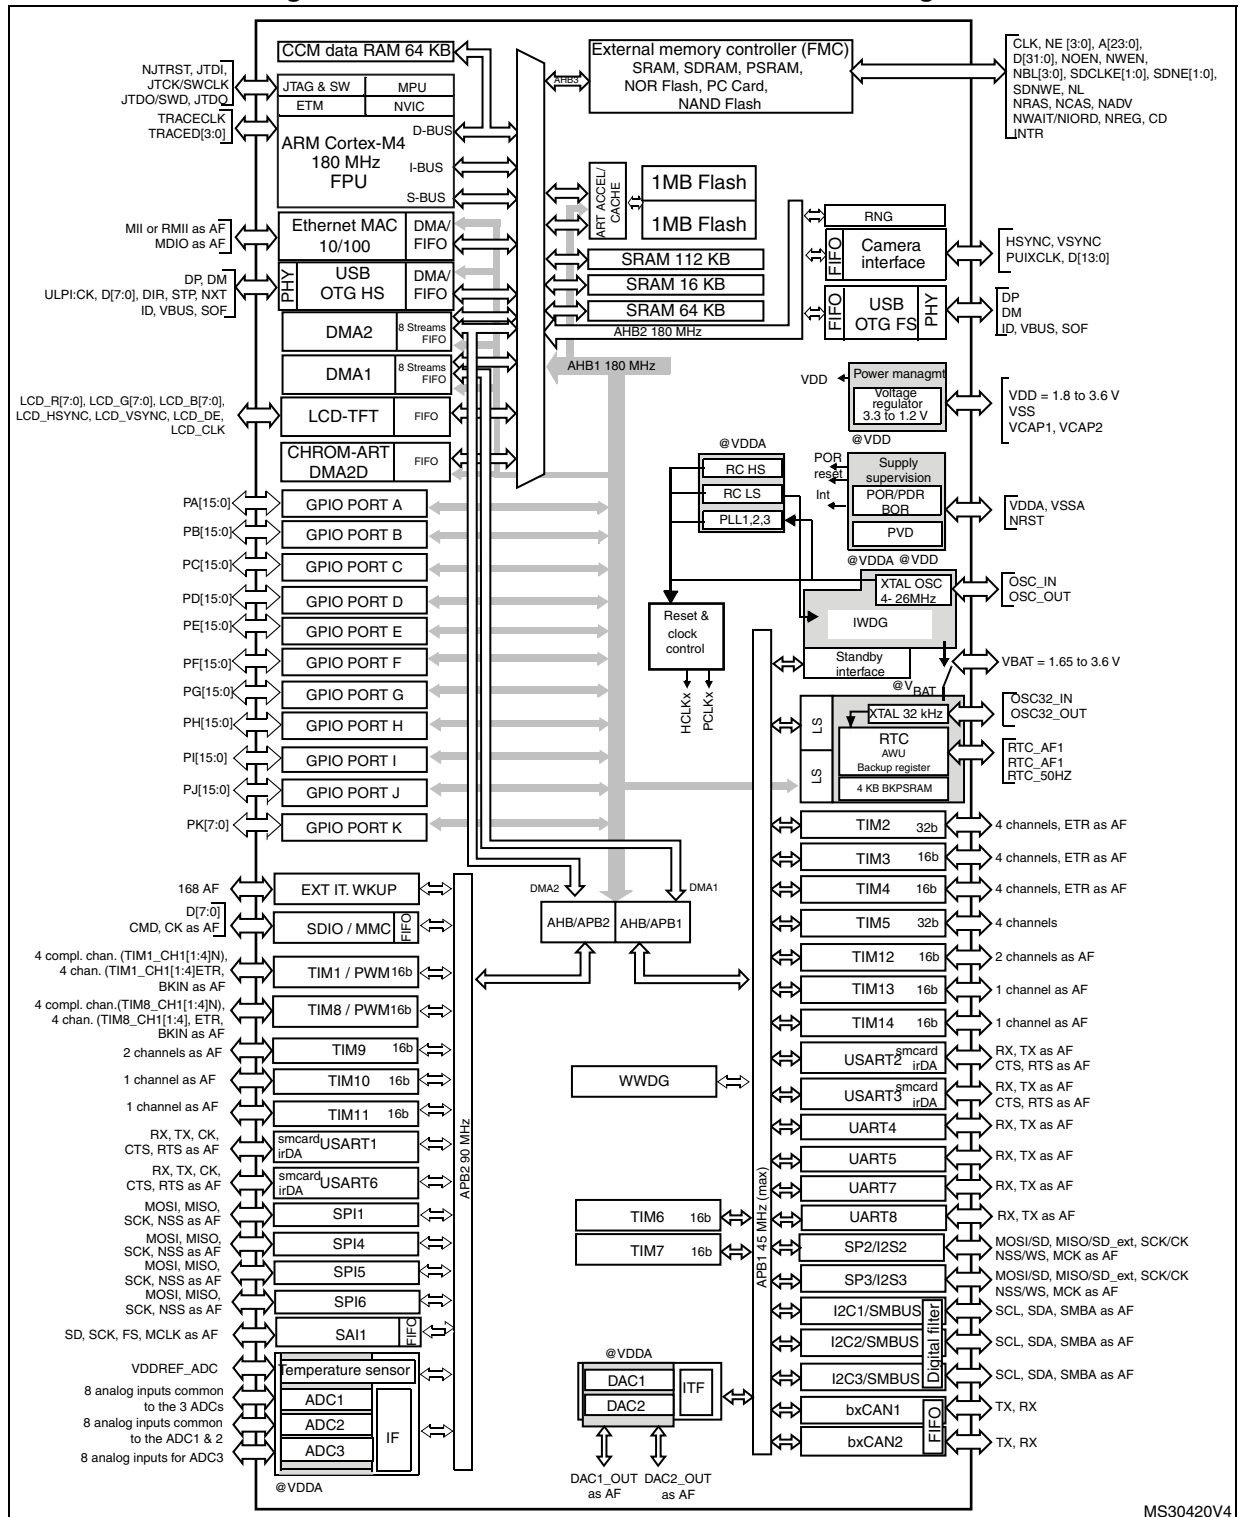 CCM data RAM 64 KB
External memory controller (FMC)
SRAM, SDRAM, PSRAM,
NOR Flash, PC Card,
NAND Flash
AHB3
CLK, NE [3:0], A[23:0],
D[31:0], NOEN, NWEN,
NBL[3:0], SDCLKE[1:0], SDNE[1:0],
SDNWE, NL
NRAS, NCAS, NADV
NWAIT/NIORD, NREG, CD
INTR
NJTRST, JTDI,
JTCK/SWCLK
JTDO/SWD, JTDO
TRACECLK
TRACED[3:0]
JTAG & SW
MPU
ETM
NVIC
ARM Cortex-M4
180 MHz
FPU
D-BUS
I-BUS
S-BUS
ART ACCEL/
CACHE
1MB Flash
1MB Flash
MII or RMII as AF
MDIO as AF
Ethernet MAC
10/100
DMA/
FIFO
RNG
FIFO
Camera
interface
HSYNC, VSYNC
PUIXCLK, D[13:0]
DP, DM
ULPI:CK, D[7:0], DIR, STP, NXT
ID, VBUS, SOF
PHY
USB
OTG HS
DMA/
FIFO
SRAM 112 KB
SRAM 16 KB
SRAM 64 KB
FIFO
USB
OTG FS
PHY
DP
DM
ID, VBUS, SOF
DMA2
8 Streams
FIFO
AHB2 180 MHz
DMA1
8 Streams
FIFO
AHB1 180 MHz
VDD
Power managmt
Voltage
regulator
3.3 to 1.2 V
@VDD
VDD = 1.8 to 3.6 V
VSS
VCAP1, VCAP2
LCD_R[7:0], LCD_G[7:0], LCD_B[7:0],
LCD_HSYNC, LCD_VSYNC, LCD_DE,
LCD_CLK
LCD-TFT
FIFO
CHROM-ART
DMA2D
FIFO
@VDDA
RC HS
RC LS
PLL1,2,3
POR
reset
Int
Supply
supervision
POR/PDR
BOR
PVD
@VDDA @VDD
VDDA, VSSA
NRST
PA[15:0]
GPIO PORT A
PB[15:0]
GPIO PORT B
PC[15:0]
GPIO PORT C
PD[15:0]
GPIO PORT D
PE[15:0]
GPIO PORT E
PF[15:0]
GPIO PORT F
PG[15:0]
GPIO PORT G
PH[15:0]
GPIO PORT H
PI[15:0]
GPIO PORT I
PJ[15:0]
GPIO PORT J
PK[7:0]
GPIO PORT K
XTAL OSC
4- 26MHz
OSC_IN
OSC_OUT
IWDG
Reset &
clock
control
HCLKx
PCLKx
Standby
interface
VBAT = 1.65 to 3.6 V
@VBAT
LS
LS
XTAL 32 kHz
OSC32_IN
OSC32_OUT
RTC
AWU
Backup register
4 KB BKPSRAM
RTC_AF1
RTC_AF1
RTC_50HZ
DMA2
DMA1
AHB/APB2
AHB/APB1
168 AF
EXT IT. WKUP
D[7:0]
CMD, CK as AF
SDIO / MMC
FIFO
4 compl. chan. (TIM1_CH1[1:4]N),
4 chan. (TIM1_CH1[1:4]ETR,
BKIN as AF
TIM1 / PWM
16b
4 compl. chan.(TIM8_CH1[1:4]N),
4 chan. (TIM8_CH1[1:4], ETR,
BKIN as AF
TIM8 / PWM
16b
2 channels as AF
TIM9
16b
1 channel as AF
TIM10
16b
1 channel as AF
TIM11
16b
RX, TX, CK,
CTS, RTS as AF
smcard
irDA
USART1
RX, TX, CK,
CTS, RTS as AF
smcard
irDA
USART6
MOSI, MISO,
SCK, NSS as AF
SPI1
MOSI, MISO,
SCK, NSS as AF
SPI4
MOSI, MISO,
SCK, NSS as AF
SPI5
MOSI, MISO,
SCK, NSS as AF
SPI6
SD, SCK, FS, MCLK as AF
SAI1
FIFO
VDDREF_ADC
Temperature sensor
8 analog inputs common
to the 3 ADCs
ADC1
8 analog inputs common
to the ADC1 & 2
ADC2
8 analog inputs for ADC3
ADC3
IF
@VDDA
APB2 90 MHz
WWDG
TIM6
16b
TIM7
16b
@VDDA
DAC1
DAC2
ITF
DAC1_OUT
as AF
DAC2_OUT
as AF
APB1 45 MHz (max)
TIM2
32b
4 channels, ETR as AF
TIM3
16b
4 channels, ETR as AF
TIM4
16b
4 channels, ETR as AF
TIM5
32b
4 channels
TIM12
16b
2 channels as AF
TIM13
16b
1 channel as AF
TIM14
16b
1 channel as AF
USART2
smcard
irDA
RX, TX as AF
CTS, RTS as AF
USART3
smcard
irDA
RX, TX as AF
CTS, RTS as AF
UART4
RX, TX as AF
UART5
RX, TX as AF
UART7
RX, TX as AF
UART8
RX, TX as AF
SP2/I2S2
MOSI/SD, MISO/SD_ext, SCK/CK
NSS/WS, MCK as AF
SP3/I2S3
MOSI/SD, MISO/SD_ext, SCK/CK
NSS/WS, MCK as AF
I2C1/SMBUS
SCL, SDA, SMBA as AF
I2C2/SMBUS
SCL, SDA, SMBA as AF
I2C3/SMBUS
SCL, SDA, SMBA as AF
Digital filter
bxCAN1
TX, RX
bxCAN2
TX, RX
FIFO
MS30420V4